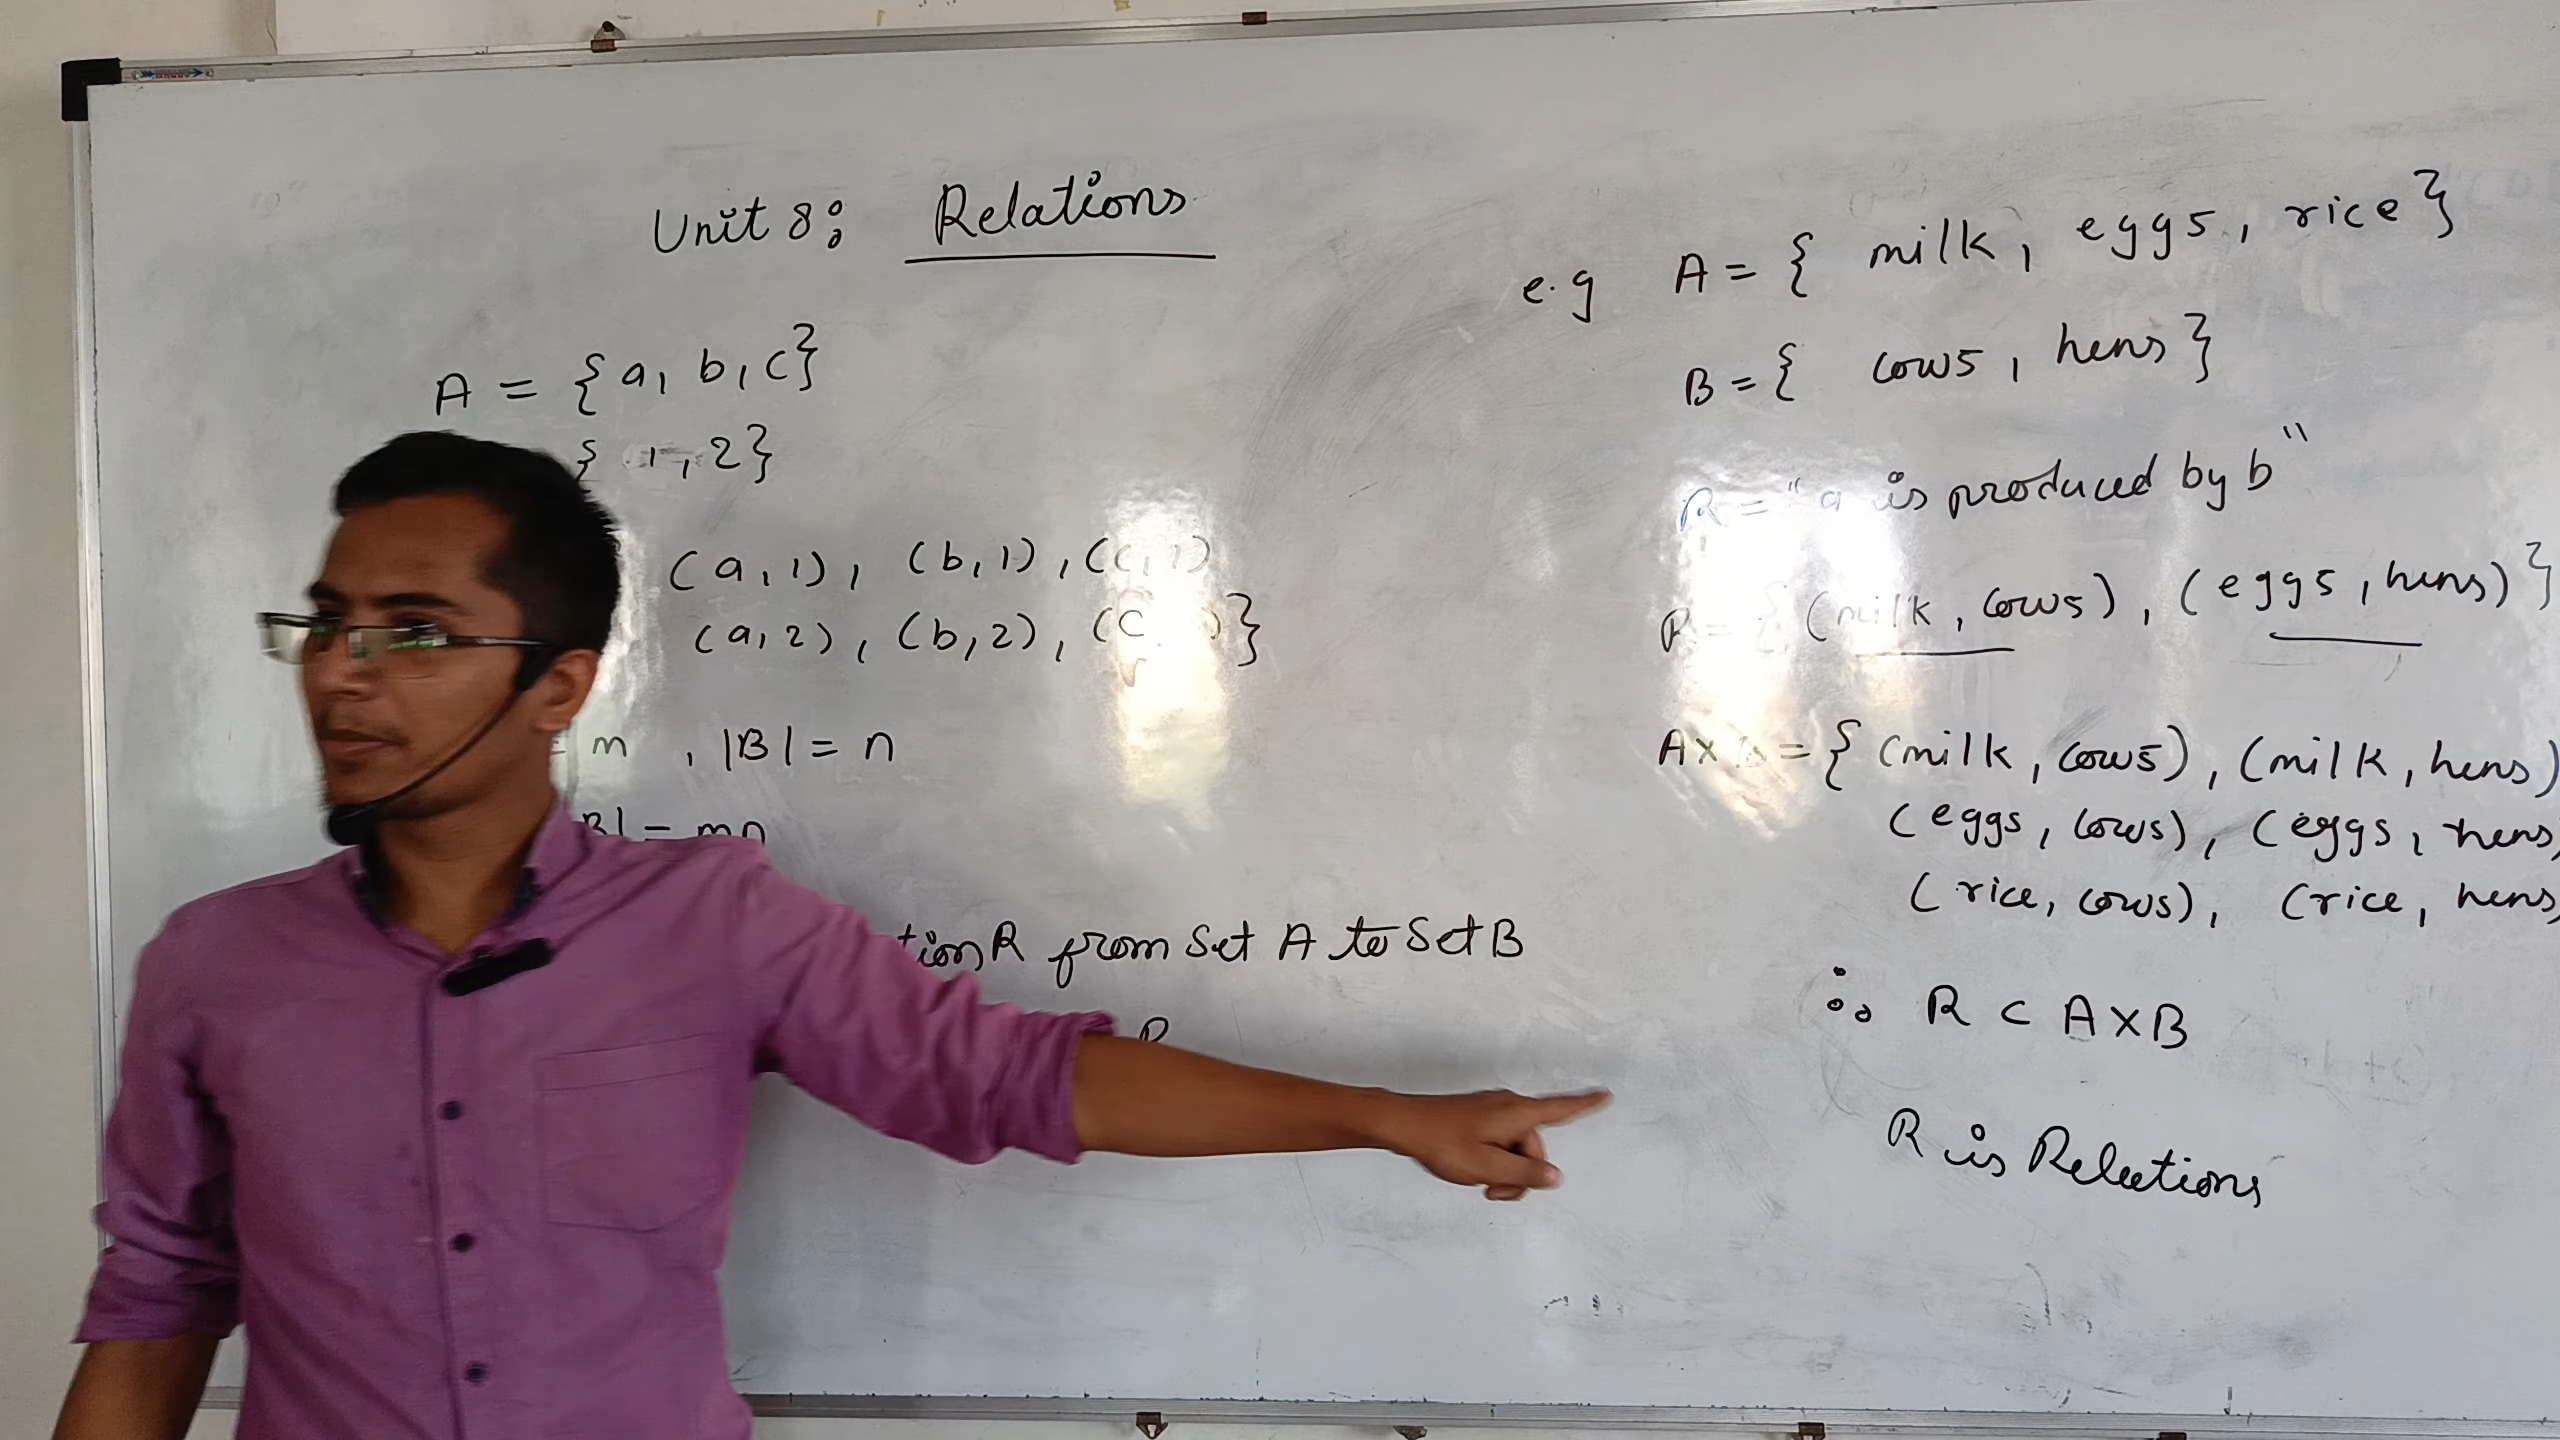 Unit 8: Relations
A = {a, b, c}
{ 1, 2}
(a, 1), (b, 1), (c, 1)
(a, 2), (b, 2), (c }
= m , |B| = n
B| = mn
tion R from Set A to Set B
R
e.g A = { milk, eggs, rice}
B = { cows, hens}
R = "a is produced by b"
R = { (milk, cows), (eggs, hens)}
A x B = { (milk, cows), (milk, hens)
(eggs, cows), (eggs, hens)
(rice, cows), (rice, hens)
∴ R ⊂ A X B
R is Relations